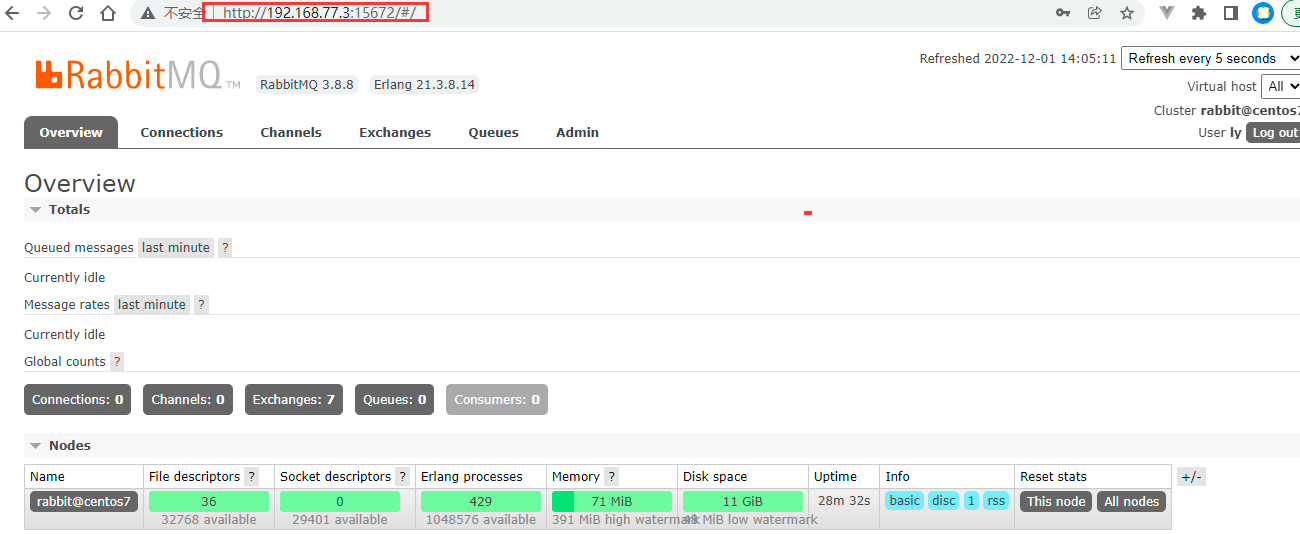 不安全 http://192.168.77.3:15672/#/
Refreshed 2022-12-01 14:05:11 Refresh every 5 seconds
RabbitMQ TM RabbitMQ 3.8.8 Erlang 21.3.8.14
Virtual host All
Cluster rabbit@centos7
User ly Log out
Overview Connections Channels Exchanges Queues Admin
Overview
Totals
Queued messages last minute ?
Currently idle
Message rates last minute ?
Currently idle
Global counts ?
Connections: 0 Channels: 0 Exchanges: 7 Queues: 0 Consumers: 0
Nodes
Name File descriptors ? Socket descriptors ? Erlang processes Memory ? Disk space Uptime Info Reset stats +/-
rabbit@centos7 36 0 429 71 MiB 11 GiB 28m 32s basic disc 1 rss This node All nodes
32768 available 29401 available 1048576 available 391 MiB high watermark 48 MiB low watermark